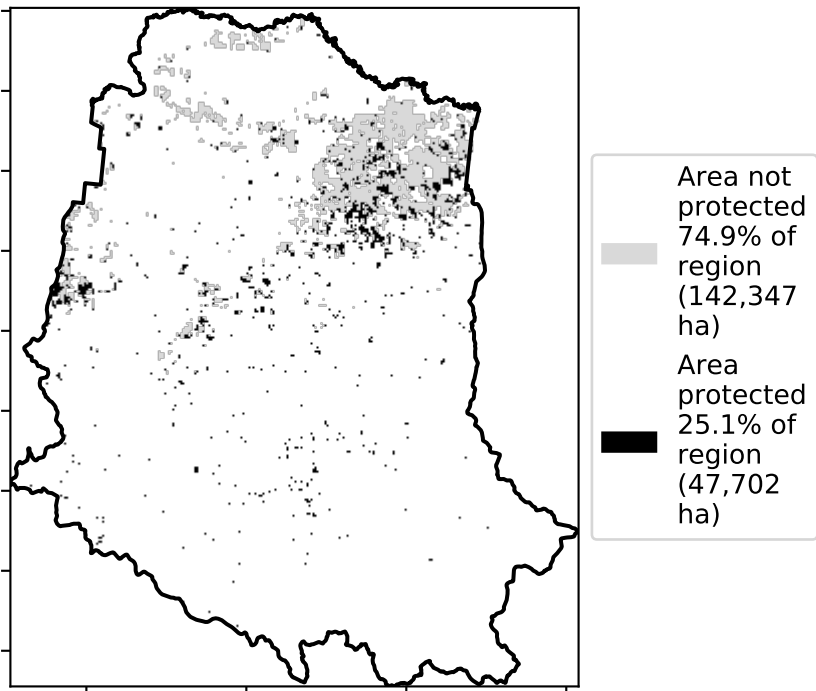 Area not
protected
74.9% of
region
(142,347
ha)
Area
protected
25.1% of
region
(47,702
ha)